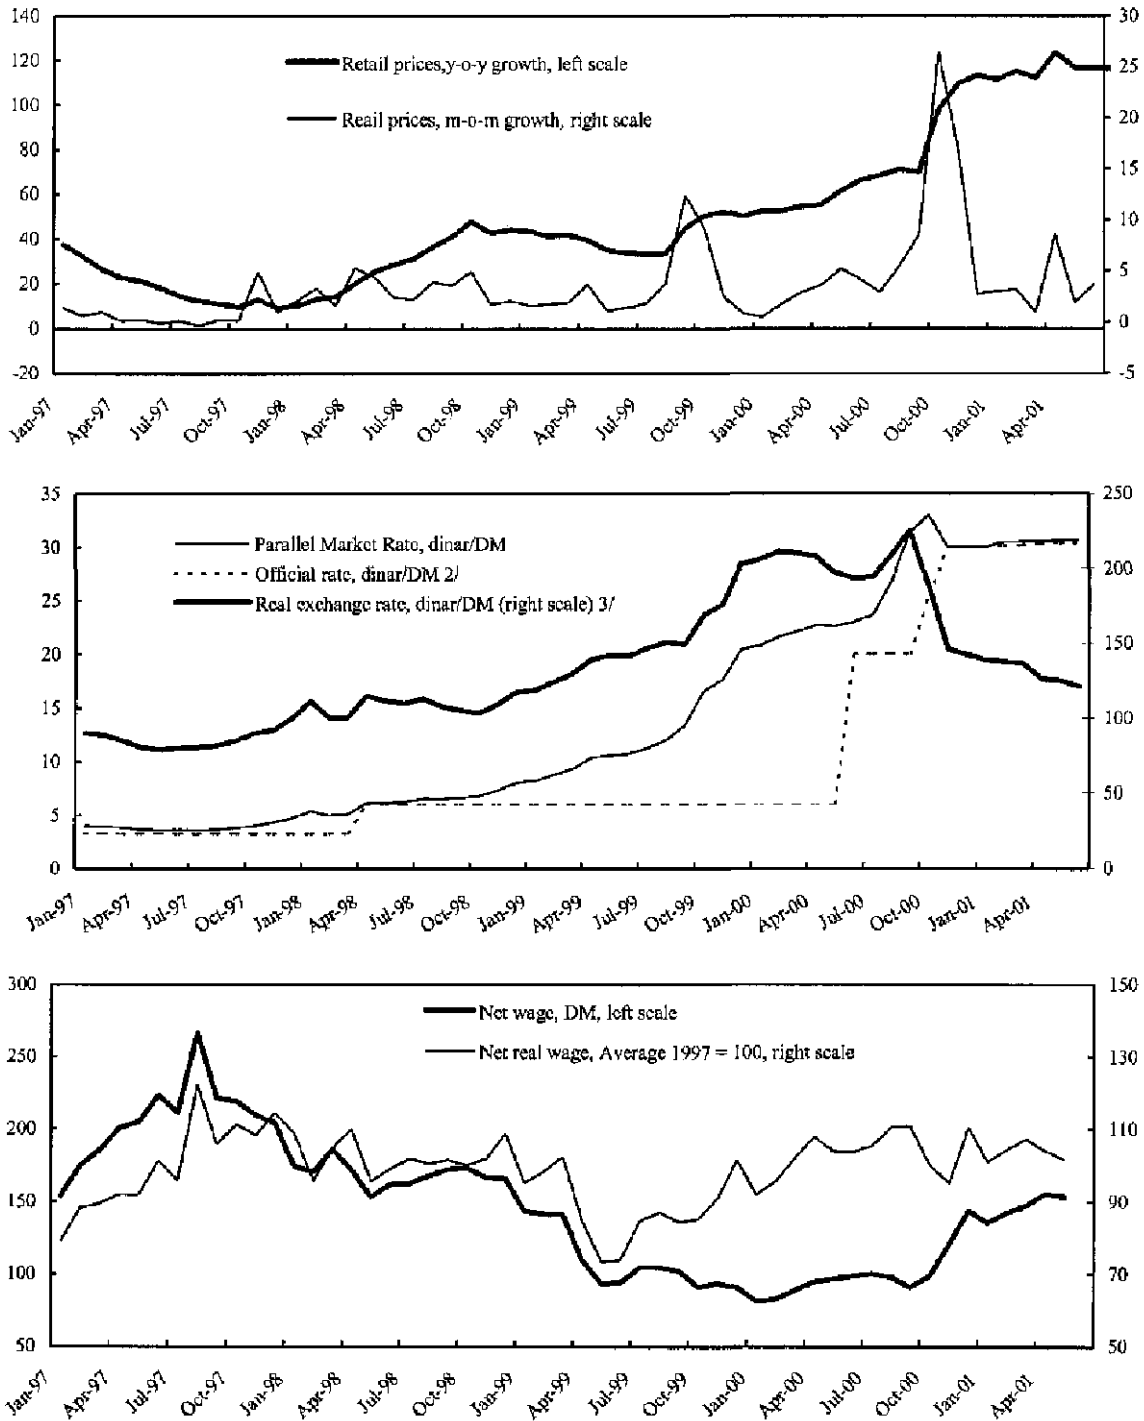 140 30
120 25
100 20
80 15
60 10
40 5
20 0
0
-20 -5
Retail prices,y-o-y growth, left scale
Reail prices, m-o-m growth, right scale
Jan-97 Apr-97 Jul-97 Oct-97 Jan-98 Apr-98 Jul-98 Oct-98 Jan-99 Apr-99 Jul-99 Oct-99 Jan-00 Apr-00 Jul-00 Oct-00 Jan-01 Apr-01
35 250
30 200
25 150
20 100
15 50
10 0
5
0
Parallel Market Rate, dinar/DM
Official rate, dinar/DM 2/
Real exchange rate, dinar/DM (right scale) 3/
Jan-97 Apr-97 Jul-97 Oct-97 Jan-98 Apr-98 Jul-98 Oct-98 Jan-99 Apr-99 Jul-99 Oct-99 Jan-00 Apr-00 Jul-00 Oct-00 Jan-01 Apr-01
300 150
250 130
200 110
150 90
100 70
50 50
Net wage, DM, left scale
Net real wage, Average 1997 = 100, right scale
Jan-97 Apr-97 Jul-97 Oct-97 Jan-98 Apr-98 Jul-98 Oct-98 Jan-99 Apr-99 Jul-99 Oct-99 Jan-00 Apr-00 Jul-00 Oct-00 Jan-01 Apr-01